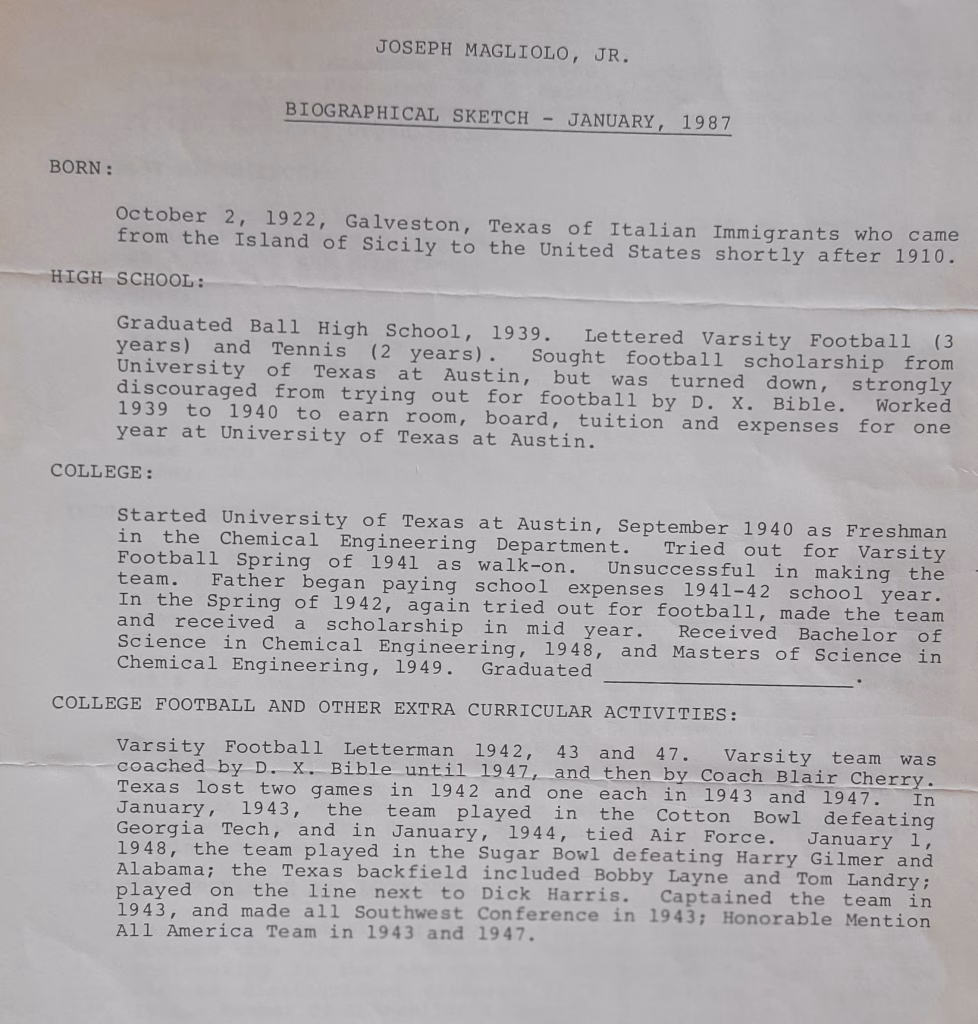 JOSEPH MAGLIOLO, JR.
BIOGRAPHICAL SKETCH - JANUARY, 1987
BORN:
October 2, 1922, Galveston, Texas of Italian Immigrants who came
from the Island of Sicily to the United States shortly after 1910.
HIGH SCHOOL:
Graduated Ball High School, 1939. Lettered Varsity Football (3
years) and Tennis (2 years). Sought football scholarship from
University of Texas at Austin, but was turned down, strongly
discouraged from trying out for football by D. X. Bible. Worked
1939 to 1940 to earn room, board, tuition and expenses for one
year at University of Texas at Austin.
COLLEGE:
Started University of Texas at Austin, September 1940 as Freshman
in the Chemical Engineering Department. Tried out for Varsity
Football Spring of 1941 as walk-on. Unsuccessful in making the
team. Father began paying school expenses 1941-42 school year.
In the Spring of 1942, again tried out for football, made the team
and received a scholarship in mid year. Received Bachelor of
Science in Chemical Engineering, 1948, and Masters of Science in
Chemical Engineering, 1949. Graduated ____________________.
COLLEGE FOOTBALL AND OTHER EXTRA CURRICULAR ACTIVITIES:
Varsity Football Letterman 1942, 43 and 47. Varsity team was
coached by D. X. Bible until 1947, and then by Coach Blair Cherry.
Texas lost two games in 1942 and one each in 1943 and 1947. In
January, 1943, the team played in the Cotton Bowl defeating
Georgia Tech, and in January, 1944, tied Air Force. January 1,
1948, the team played in the Sugar Bowl defeating Harry Gilmer and
Alabama; the Texas backfield included Bobby Layne and Tom Landry;
played on the line next to Dick Harris. Captained the team in
1943, and made all Southwest Conference in 1943; Honorable Mention
All America Team in 1943 and 1947.